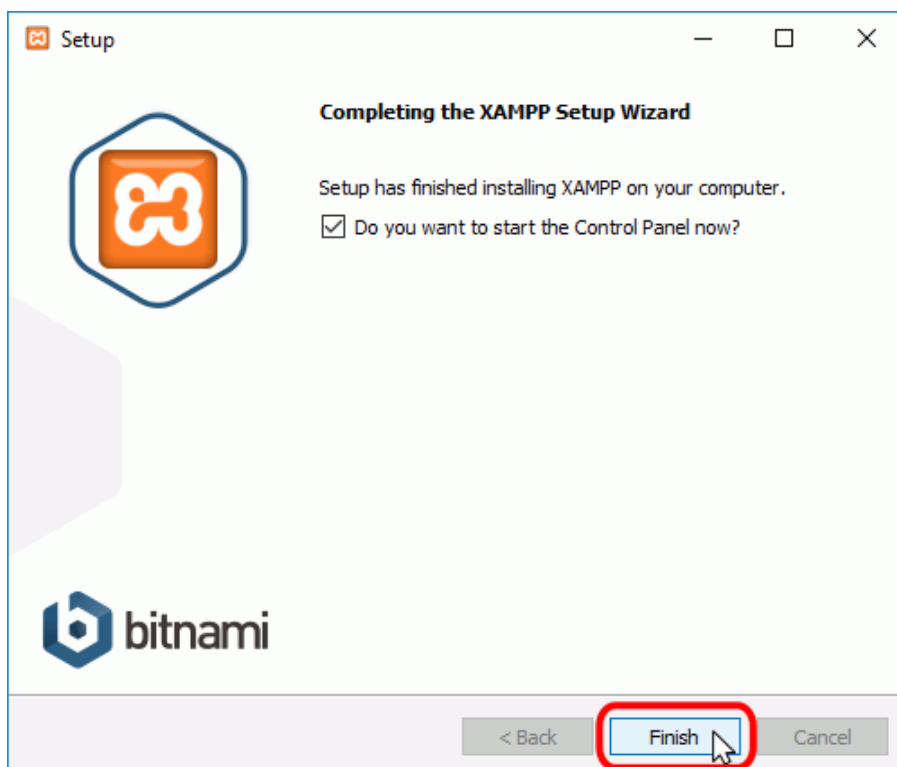 Setup
Completing the XAMPP Setup Wizard
Setup has finished installing XAMPP on your computer.
Do you want to start the Control Panel now?
bitnami
< Back
Finish
Cancel